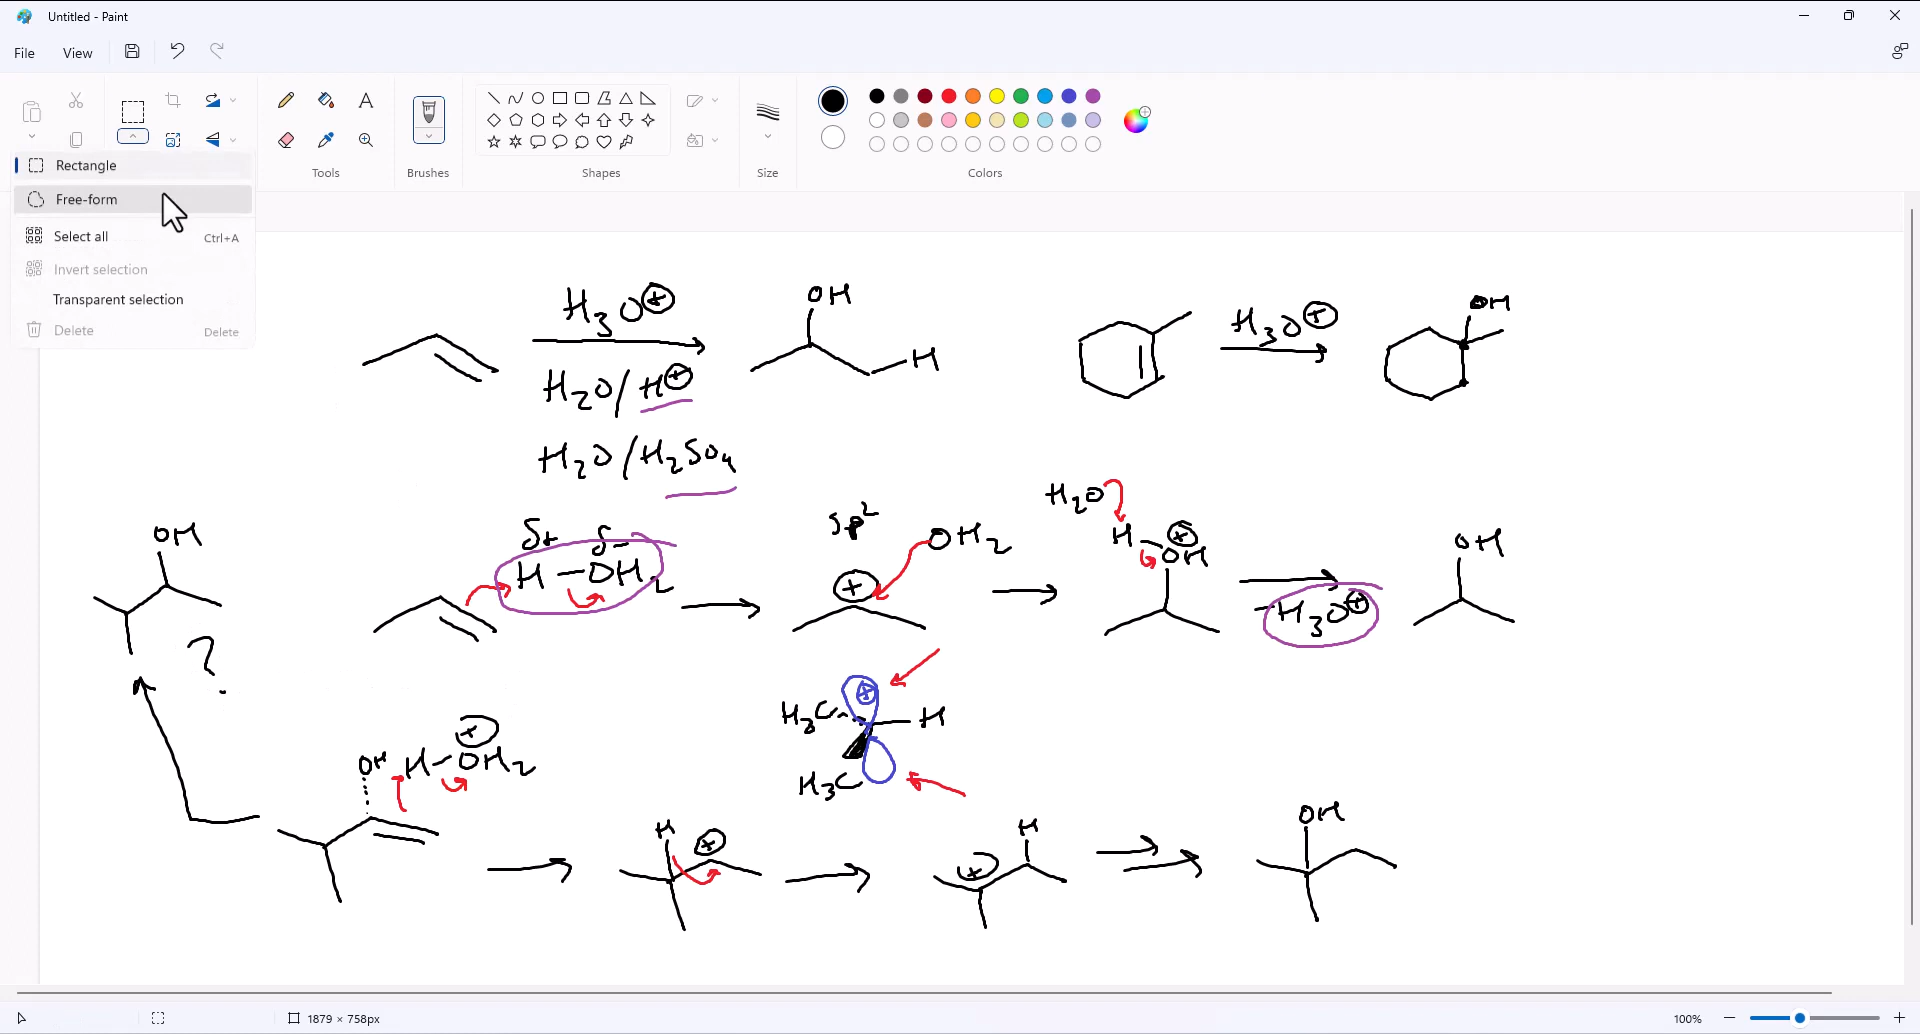 Untitled - Paint
File
View
Rectangle
Free-form
Select all Ctrl+A
Invert selection
Transparent selection
Delete Delete
Tools
Brushes
Shapes
Size
Colors
H3O⊕
H2O/H⊕
H2O/H2SO4
OH
H
H3O⊕
OH
OH
?
δ+ δ-
H-OH2
sp2
⊕
OH2
H2O
H
⊕
OH
-H3O⊕
OH
⊕
H3C
H
H3C
OH
H-OH2
⊕
H
⊕
H
⊕
OH
1879 × 758px
100%